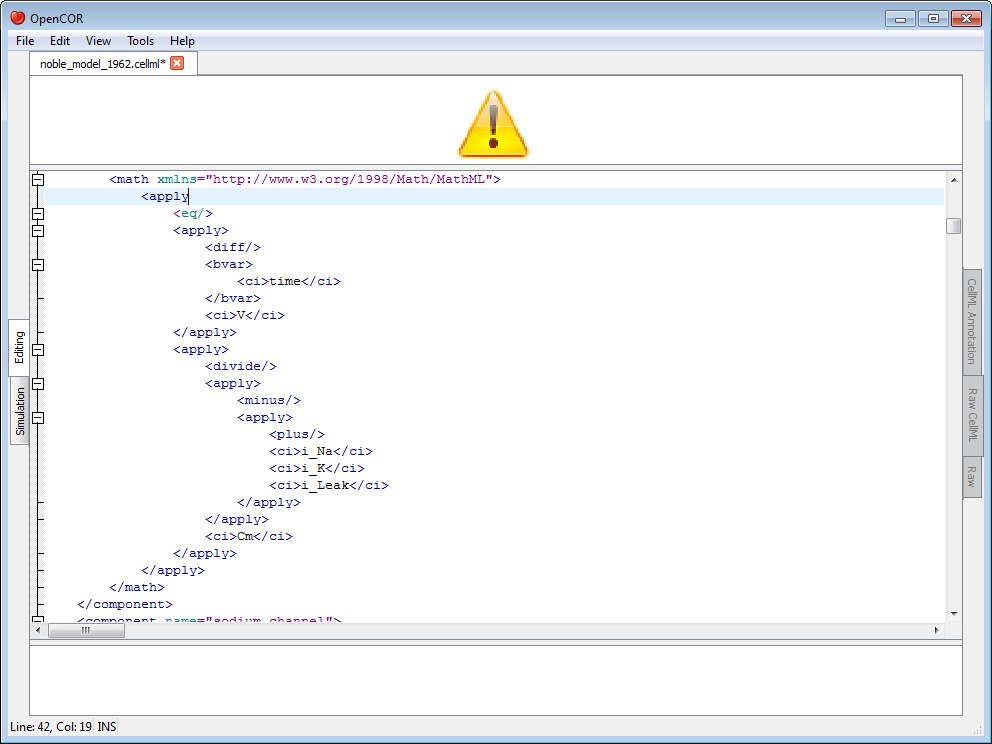 OpenCOR
File Edit View Tools Help
noble_model_1962.cellml*
<math xmlns="http://www.w3.org/1998/Math/MathML">
<apply
<eq/>
<apply>
<diff/>
<bvar>
<ci>time</ci>
</bvar>
<ci>V</ci>
</apply>
<apply>
<divide/>
<apply>
<minus/>
<apply>
<plus/>
<ci>i_Na</ci>
<ci>i_K</ci>
<ci>i_Leak</ci>
</apply>
</apply>
<ci>Cm</ci>
</apply>
</apply>
</math>
</component>
<component name="sodium_channel">
Editing
Simulation
CellML Annotation
Raw CellML
Raw
Line: 42, Col: 19 INS